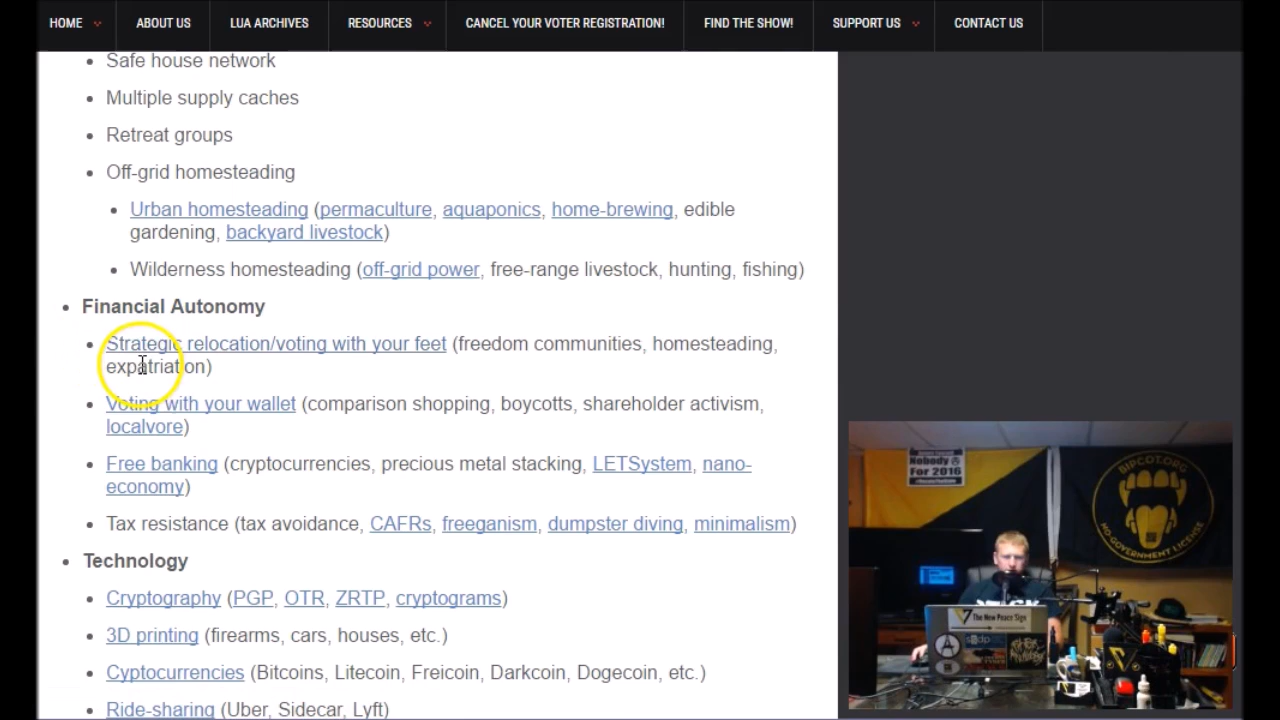 HOME ABOUT US LUA ARCHIVES RESOURCES CANCEL YOUR VOTER REGISTRATION! FIND THE SHOW! SUPPORT US CONTACT US
Safe house network
Multiple supply caches
Retreat groups
Off-grid homesteading
Urban homesteading (permaculture, aquaponics, home-brewing, edible
gardening, backyard livestock)
Wilderness homesteading (off-grid power, free-range livestock, hunting, fishing)
Financial Autonomy
Strategic relocation/voting with your feet (freedom communities, homesteading,
expatriation)
Voting with your wallet (comparison shopping, boycotts, shareholder activism,
localvore)
Free banking (cryptocurrencies, precious metal stacking, LETSystem, nano-
economy)
Tax resistance (tax avoidance, CAFRs, freeganism, dumpster diving, minimalism)
Technology
Cryptography (PGP, OTR, ZRTP, cryptograms)
3D printing (firearms, cars, houses, etc.)
Cyptocurrencies (Bitcoins, Litecoin, Freicoin, Darkcoin, Dogecoin, etc.)
Ride-sharing (Uber, Sidecar, Lyft)
Nobody
For 2016
BIPCOT.ORG
NO GOVERNMENT LICENSE
V The New Peace Sign